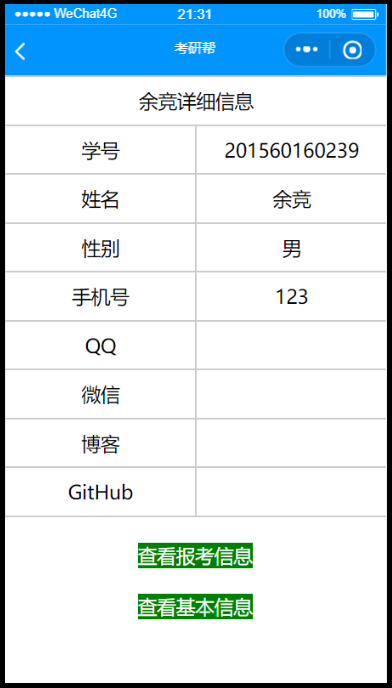 WeChat4G 21:31 100%
考研帮
余竞详细信息
学号 201560160239
姓名 余竞
性别 男
手机号 123
QQ
微信
博客
GitHub
查看报考信息
查看基本信息